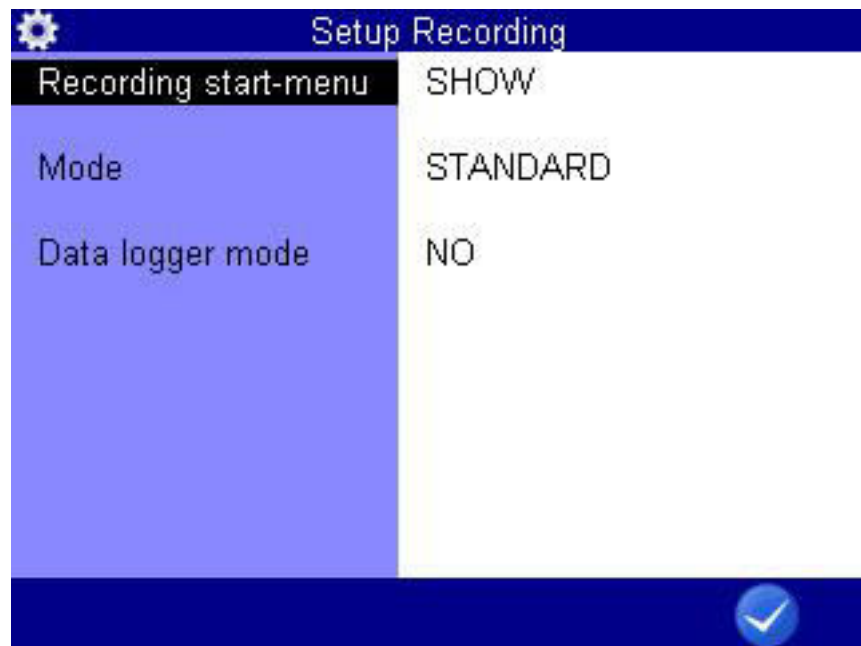 Setup Recording
Recording start-menu SHOW
Mode STANDARD
Data logger mode NO